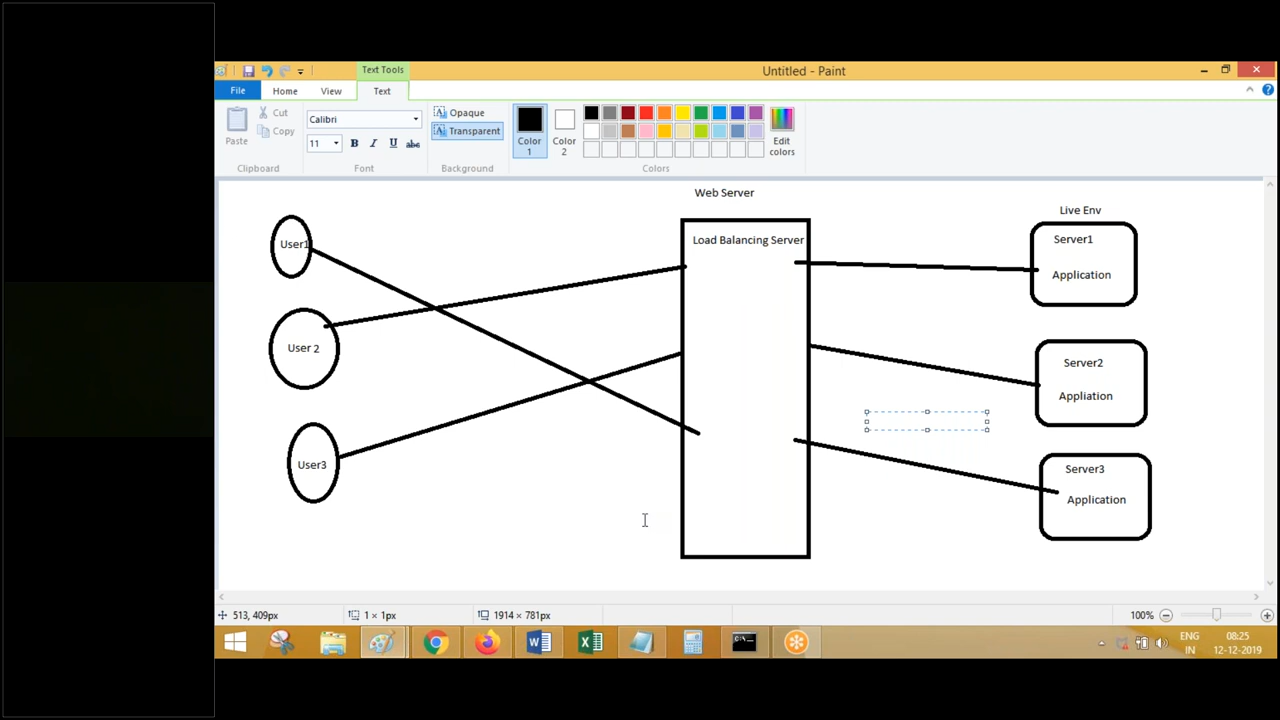 Text Tools
Untitled - Paint
File
Home
View
Text
Paste
Cut
Copy
Clipboard
Calibri
11
B
I
U
abc
Font
Opaque
Transparent
Background
Color 1
Color 2
Edit colors
Colors
Web Server
Live Env
User1
Load Balancing Server
Server1
Application
User 2
Server2
Appliation
User3
Server3
Application
513, 409px
1 × 1px
1914 × 781px
100%
W
X
C:\_
ENG
IN
08:25
12-12-2019